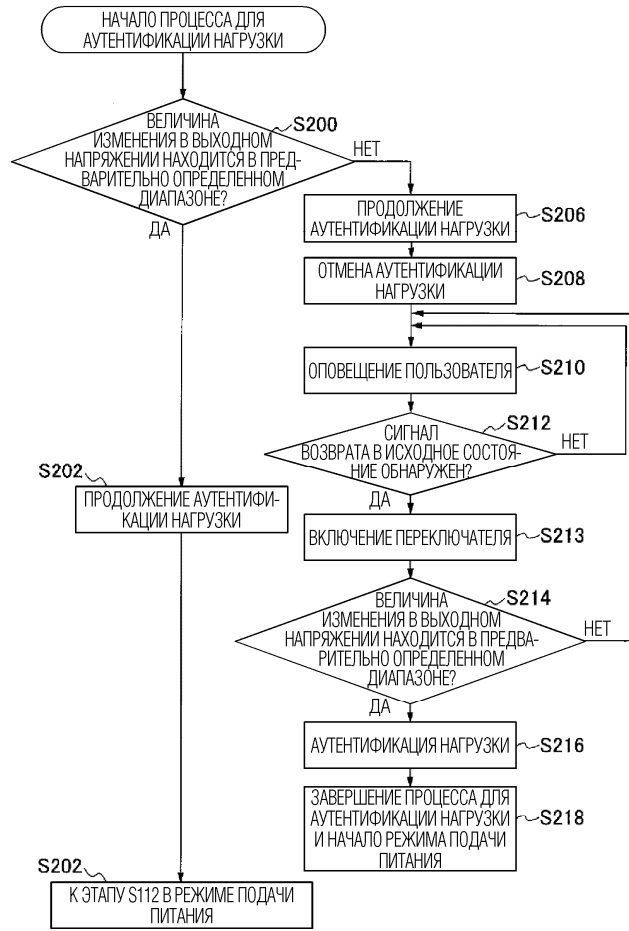 НАЧАЛО ПРОЦЕССА ДЛЯ
АУТЕНТИФИКАЦИИ НАГРУЗКИ
S200
ВЕЛИЧИНА
ИЗМЕНЕНИЯ В ВЫХОДНОМ
НАПРЯЖЕНИИ НАХОДИТСЯ В ПРЕД-
ВАРИТЕЛЬНО ОПРЕДЕЛЕННОМ
ДИАПАЗОНЕ?
НЕТ
ДА
ПРОДОЛЖЕНИЕ
АУТЕНТИФИКАЦИИ НАГРУЗКИ
S206
ОТМЕНА АУТЕНТИФИКАЦИИ
НАГРУЗКИ
S208
ОПОВЕЩЕНИЕ ПОЛЬЗОВАТЕЛЯ
S210
S212
СИГНАЛ
ВОЗВРАТА В ИСХОДНОЕ СОСТОЯ-
НИЕ ОБНАРУЖЕН?
НЕТ
ДА
S202
ПРОДОЛЖЕНИЕ АУТЕНТИФИ-
КАЦИИ НАГРУЗКИ
ВКЛЮЧЕНИЕ ПЕРЕКЛЮЧАТЕЛЯ
S213
S214
ВЕЛИЧИНА
ИЗМЕНЕНИЯ В ВЫХОДНОМ
НАПРЯЖЕНИИ НАХОДИТСЯ В ПРЕДВА-
РИТЕЛЬНО ОПРЕДЕЛЕННОМ
ДИАПАЗОНЕ?
НЕТ
ДА
АУТЕНТИФИКАЦИЯ НАГРУЗКИ
S216
ЗАВЕРШЕНИЕ ПРОЦЕССА ДЛЯ
АУТЕНТИФИКАЦИИ НАГРУЗКИ
И НАЧАЛО РЕЖИМА ПОДАЧИ
ПИТАНИЯ
S218
S202
К ЭТАПУ S112 В РЕЖИМЕ ПОДАЧИ
ПИТАНИЯ